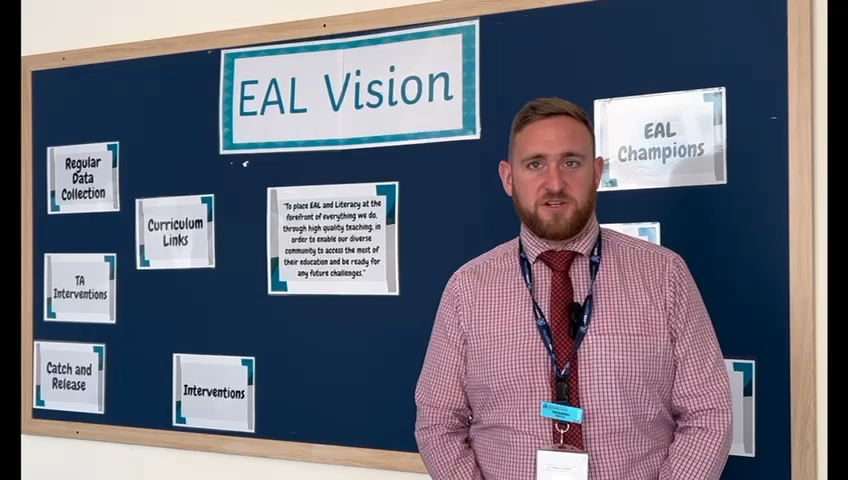 EAL Vision
EAL
Champions
Regular
Data
Collection
Curriculum
Links
"To place EAL and Literacy at the
forefront of everything we do,
through high quality teaching, in
order to enable our diverse
community to access the most of
their education and be ready for
any future challenges."
TA
Interventions
Catch and
Release
Interventions